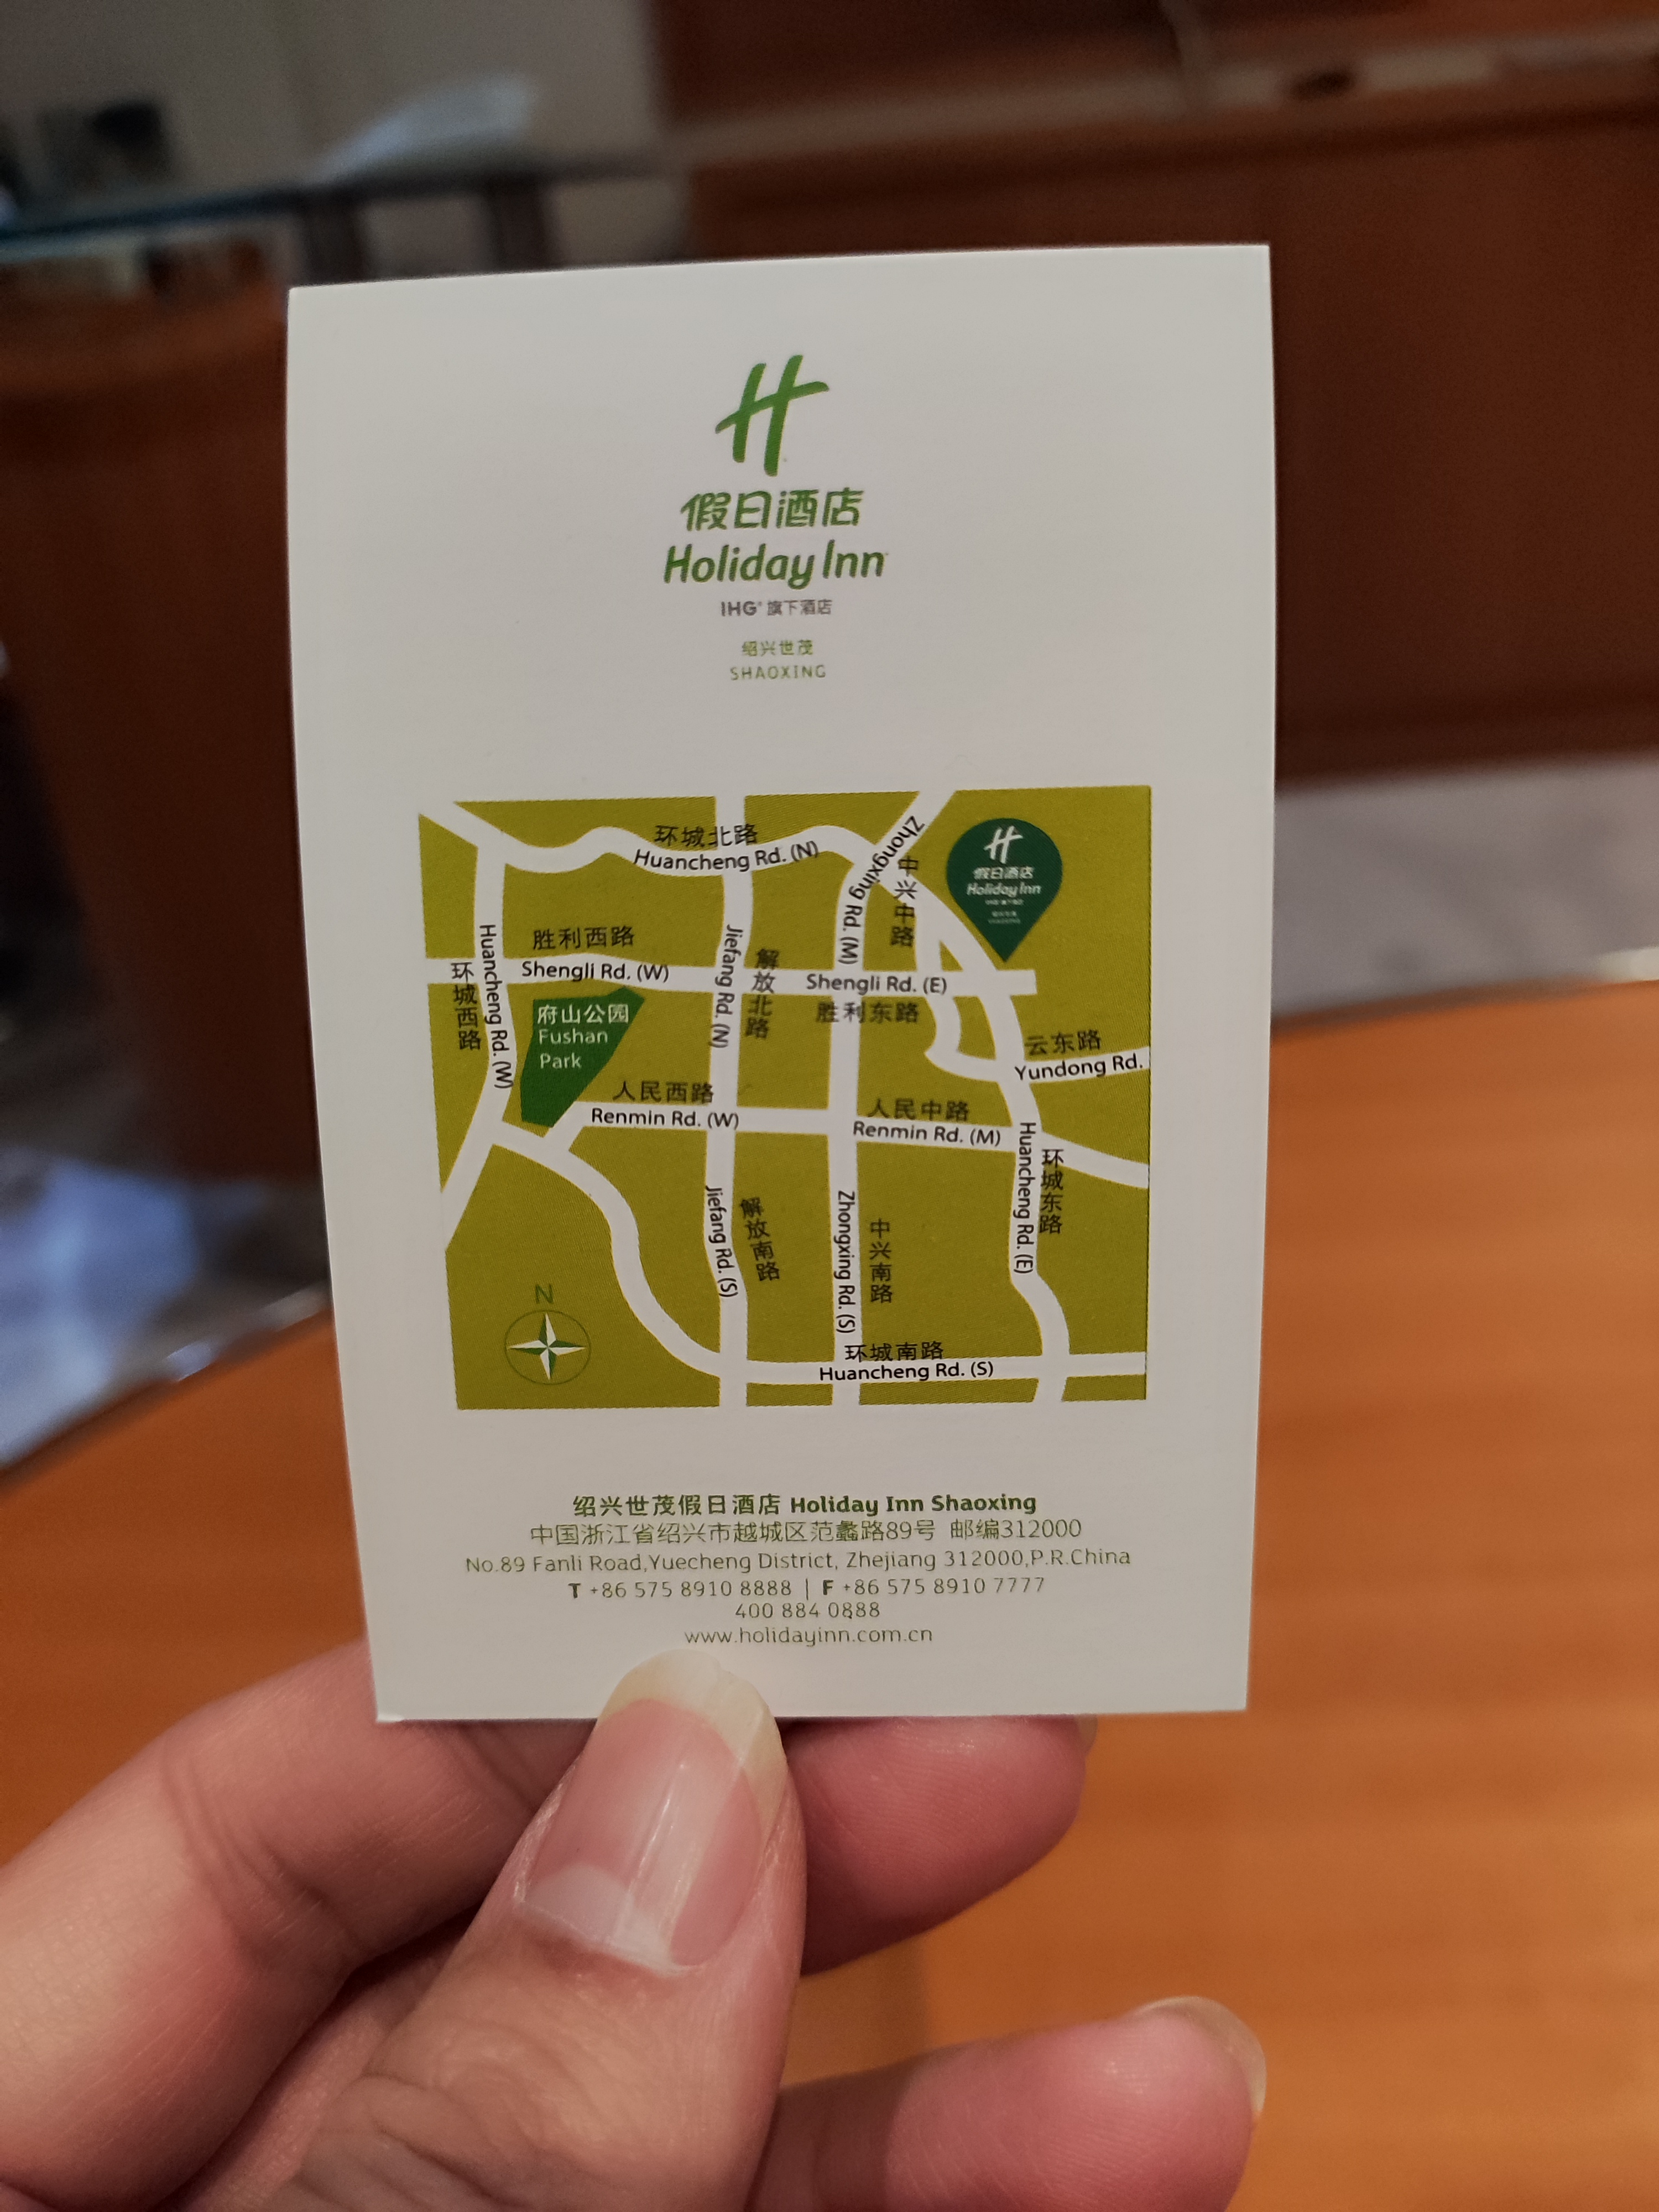 假日酒店
Holiday Inn
IHG® 旗下酒店
绍兴世茂
SHAOXING
环城北路
Huancheng Rd. (N)
Zhongxing Rd. (M)
中兴中路
假日酒店
Holiday Inn
胜利西路
Shengli Rd. (W)
环城西路
Huancheng Rd. (W)
Jiefang Rd. (N)
解放北路
Shengli Rd. (E)
胜利东路
府山公园
Fushan
Park
云东路
Yundong Rd.
人民西路
Renmin Rd. (W)
人民中路
Renmin Rd. (M)
Huancheng Rd. (E)
环城东路
Jiefang Rd. (S)
解放南路
Zhongxing Rd. (S)
中兴南路
N
环城南路
Huancheng Rd. (S)
绍兴世茂假日酒店 Holiday Inn Shaoxing
中国浙江省绍兴市越城区范蠡路89号 邮编312000
No.89 Fanli Road,Yuecheng District, Zhejiang 312000,P.R.China
T +86 575 8910 8888 | F +86 575 8910 7777
400 884 0888
www.holidayinn.com.cn